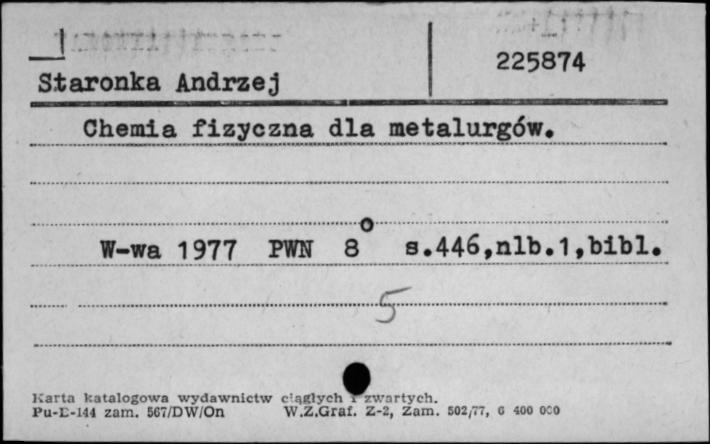 225874
Staronka Andrzej
Chemia fizyczna dla metalurgów.
W-wa 1977 PWN 8° s.446,nlb.1,bibl.
5
Karta katalogowa wydawnictw ciągłych i zwartych.
Pu-E-144 zam. 567/DW/On W.Z.Graf. Z-2, Zam. 502/77, 6 400 000